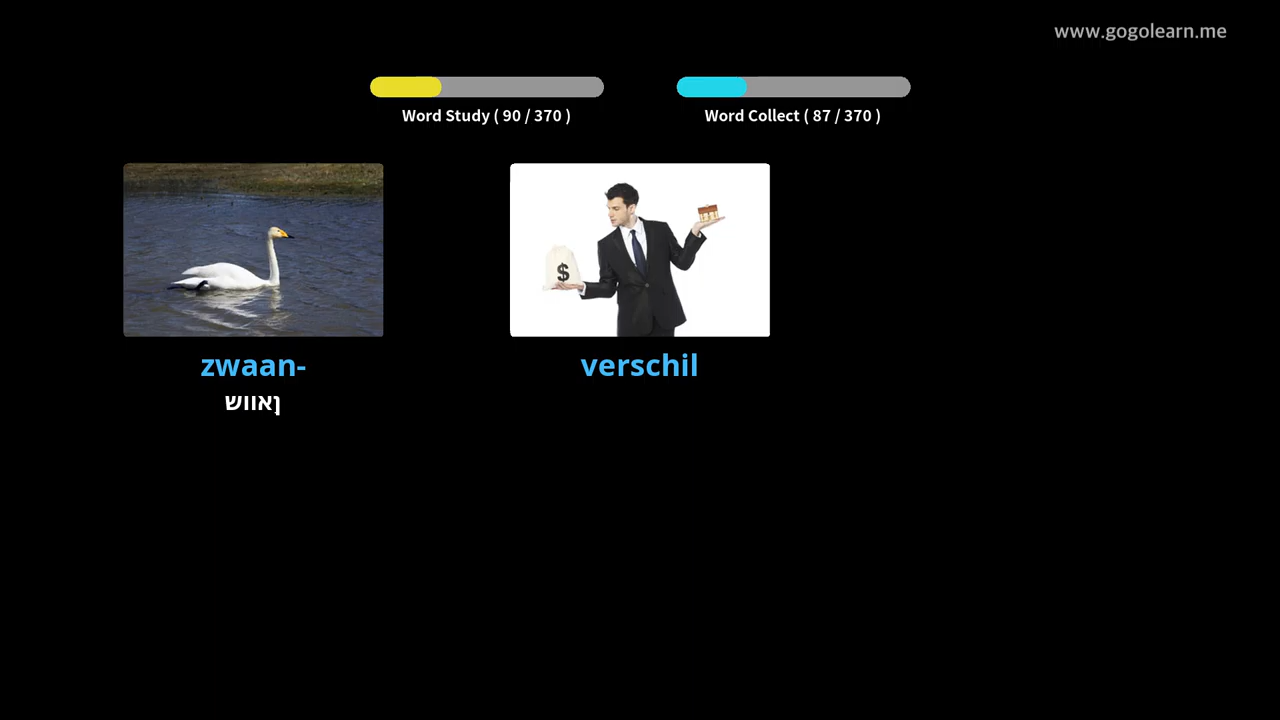 www.gogolearn.me
Word Study ( 90 / 370 )
Word Collect ( 87 / 370 )
zwaan-
ןאווש
verschil
$